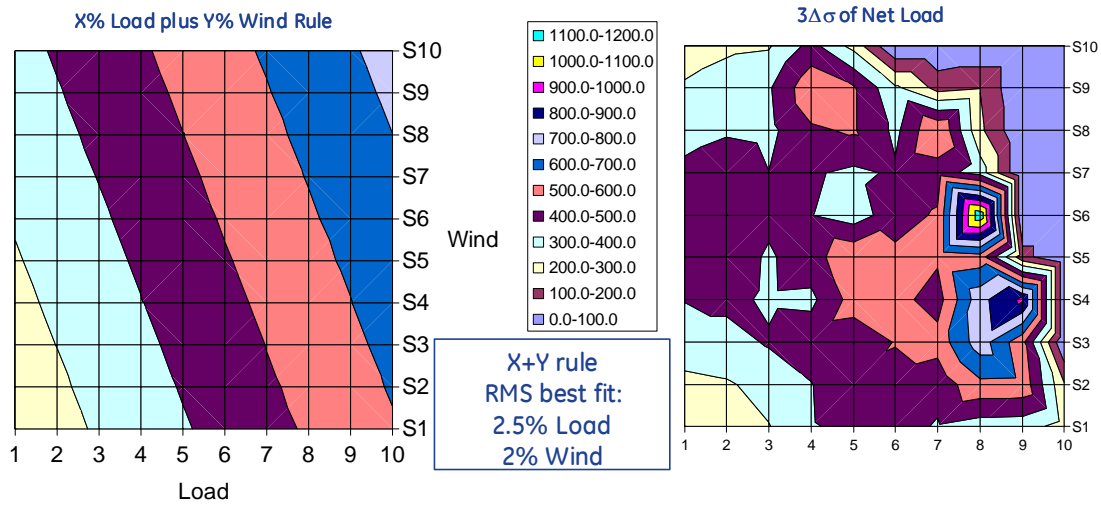 X% Load plus Y% Wind Rule
S10
S9
S8
S7
S6
S5
S4
S3
S2
S1
1 2 3 4 5 6 7 8 9 10
Load
Wind
1100.0-1200.0
1000.0-1100.0
900.0-1000.0
800.0-900.0
700.0-800.0
600.0-700.0
500.0-600.0
400.0-500.0
300.0-400.0
200.0-300.0
100.0-200.0
0.0-100.0
X+Y rule
RMS best fit:
2.5% Load
2% Wind
3Δσ of Net Load
S10
S9
S8
S7
S6
S5
S4
S3
S2
S1
1 2 3 4 5 6 7 8 9 10